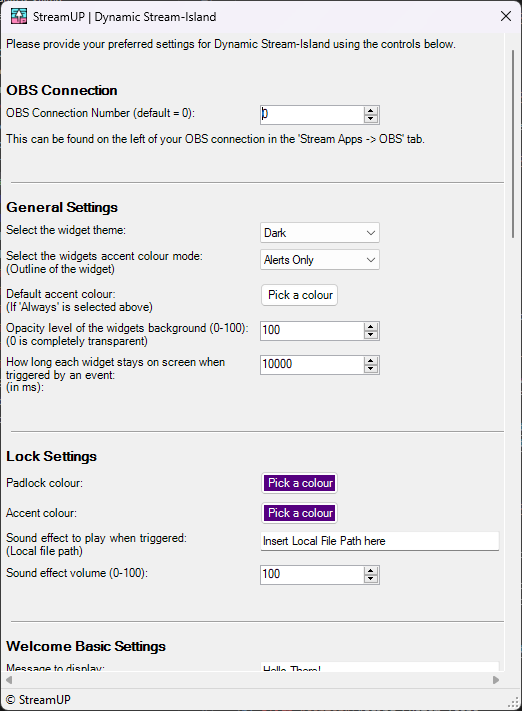 StreamUP | Dynamic Stream-Island
Please provide your preferred settings for Dynamic Stream-Island using the controls below.
OBS Connection
OBS Connection Number (default = 0):
0
This can be found on the left of your OBS connection in the 'Stream Apps -> OBS' tab.
General Settings
Select the widget theme:
Dark
Select the widgets accent colour mode:
(Outline of the widget)
Alerts Only
Default accent colour:
(If 'Always' is selected above)
Pick a colour
Opacity level of the widgets background (0-100):
(0 is completely transparent)
100
How long each widget stays on screen when
triggered by an event:
(in ms):
10000
Lock Settings
Padlock colour:
Pick a colour
Accent colour:
Pick a colour
Sound effect to play when triggered:
(Local file path)
Insert Local File Path here
Sound effect volume (0-100):
100
Welcome Basic Settings
Message to display:
Hello There!
© StreamUP